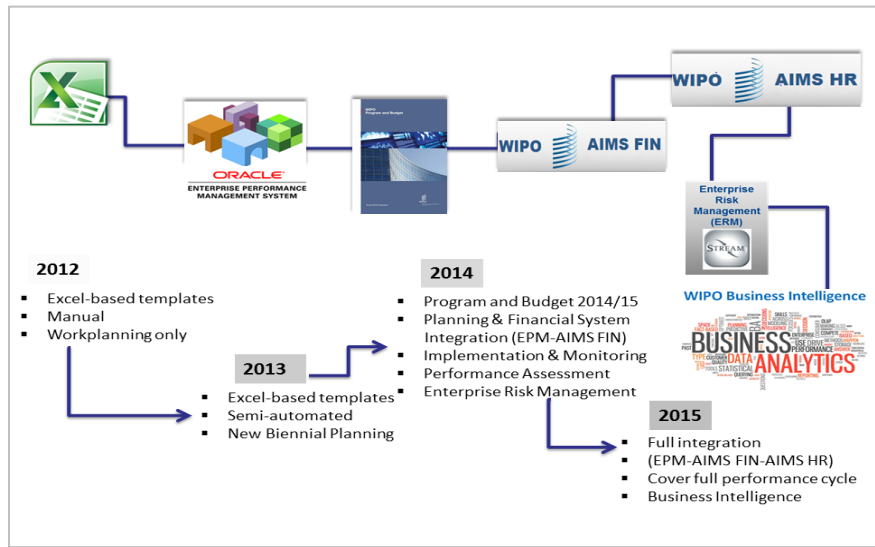 WIPO
Program and Budget
WIPO AIMS FIN
WIPO AIMS HR
ORACLE
ENTERPRISE PERFORMANCE
MANAGEMENT SYSTEM
Enterprise
Risk
Management
(ERM)
STREAM
WIPO Business Intelligence
BUSINESS
DATA
ANALYTICS
STATISTICAL
QUERYING
PERFORMANCE
2012
▪ Excel-based templates
▪ Manual
▪ Workplanning only
2013
▪ Excel-based templates
▪ Semi-automated
▪ New Biennial Planning
2014
▪ Program and Budget 2014/15
▪ Planning & Financial System
Integration (EPM-AIMS FIN)
▪ Implementation & Monitoring
▪ Performance Assessment
▪ Enterprise Risk Management
2015
▪ Full integration
▪ (EPM-AIMS FIN-AIMS HR)
▪ Cover full performance cycle
▪ Business Intelligence